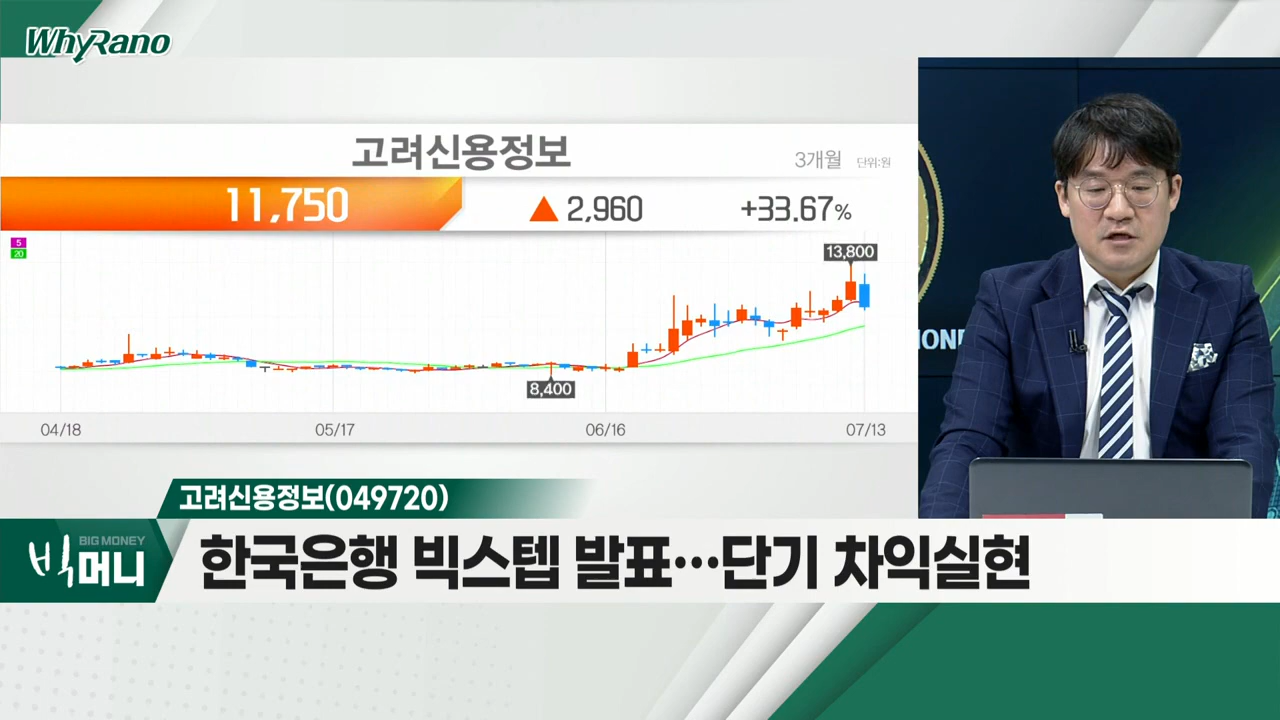 WhyRano
고려신용정보
3개월 단위:원
11,750 ▲ 2,960 +33.67%
5
20
13,800
8,400
04/18 05/17 06/16 07/13
고려신용정보(049720)
BIG MONEY
빅머니
한국은행 빅스텝 발표…단기 차익실현